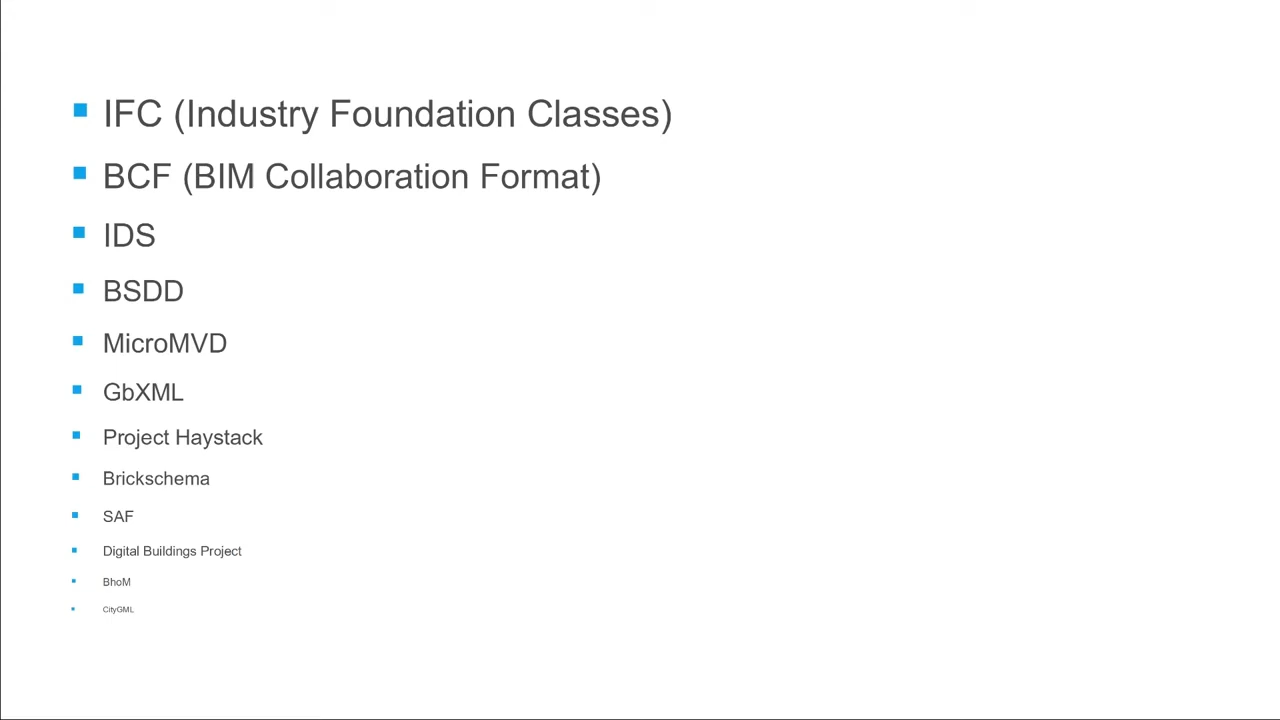 IFC (Industry Foundation Classes)
BCF (BIM Collaboration Format)
IDS
BSDD
MicroMVD
GbXML
Project Haystack
Brickschema
SAF
Digital Buildings Project
BhoM
CityGML